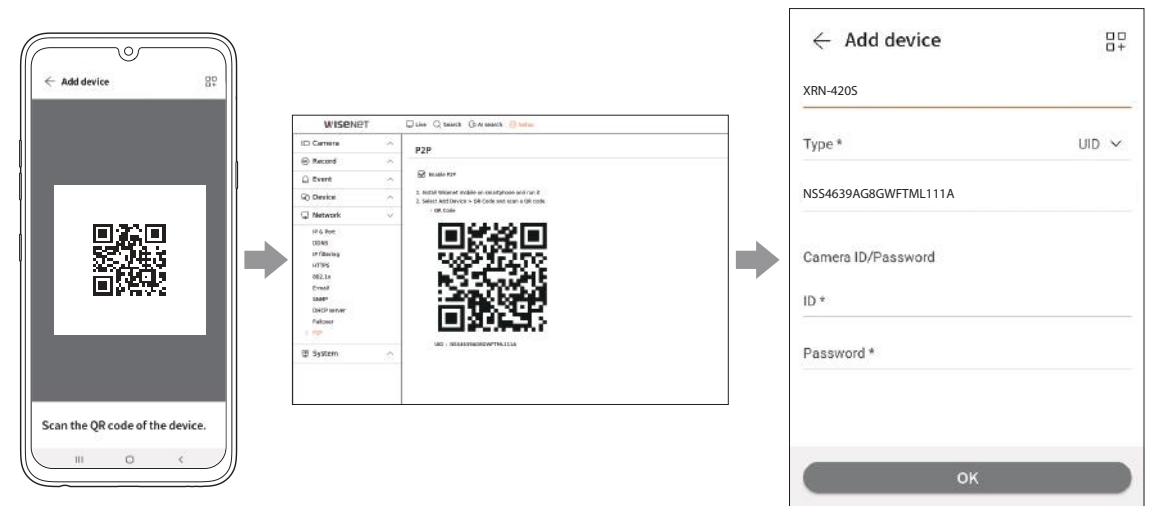 Add device
Scan the QR code of the device.
WISENET
Live Search AI search Setup
Camera
Record
Event
Device
Network
IP & Port
DDNS
IP filtering
HTTPS
802.1x
E-mail
SNMP
DHCP server
Failover
P2P
System
P2P
Enable P2P
1. Install Wisenet mobile on smartphone and run it
2. Select Add Device > QR Code and scan a QR code.
- QR Code
UID : NSS4639AG8GWFTML111A
Add device
XRN-420S
Type * UID
NSS4639AG8GWFTML111A
Camera ID/Password
ID *
Password *
OK